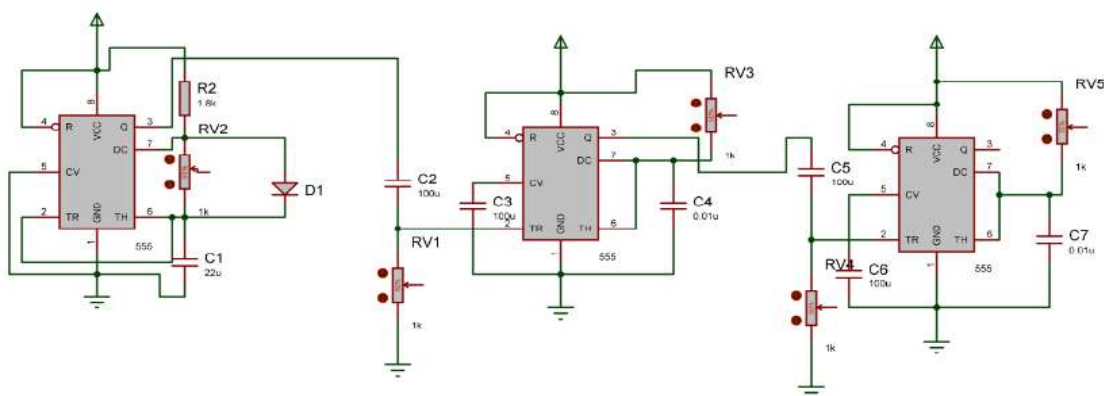 R2
1.8k
RV2
1k
4
R
8
VCC
Q
3
DC
7
5
CV
2
TR
GND
1
TH
6
555
D1
C1
22u
C2
100u
RV1
1k
4
R
8
VCC
Q
3
DC
7
5
CV
2
TR
GND
1
TH
6
555
C3
100u
C4
0.01u
RV3
1k
C5
100u
RV4
1k
4
R
8
VCC
Q
3
DC
7
5
CV
2
TR
GND
1
TH
6
555
C6
100u
C7
0.01u
RV5
1k